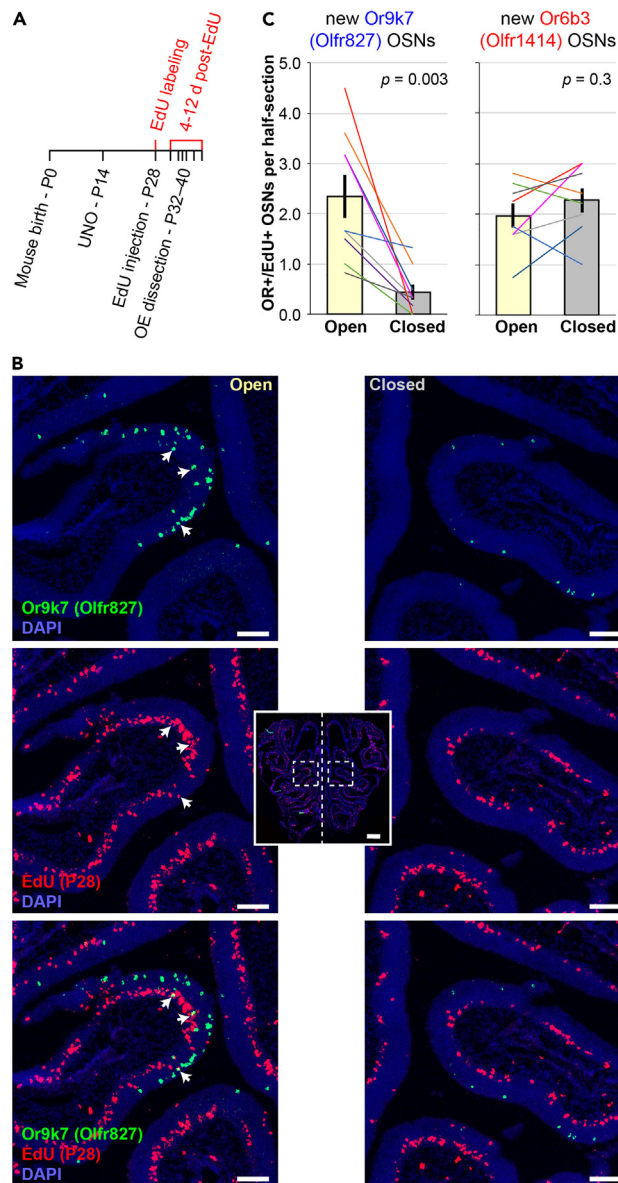 A
EdU labeling
4–12 d post-EdU
Mouse birth - P0
UNO - P14
EdU injection - P28
OE dissection - P32–40
C
new Or9k7
(Olfr827) OSNs
new Or6b3
(Olfr1414) OSNs
OR+/EdU+ OSNs per half-section
5.0
4.0
3.0
2.0
1.0
0.0
p = 0.003
p = 0.3
Open
Closed
Open
Closed
B
Open
Closed
Or9k7 (Olfr827)
DAPI
EdU (P28)
DAPI
Or9k7 (Olfr827)
EdU (P28)
DAPI